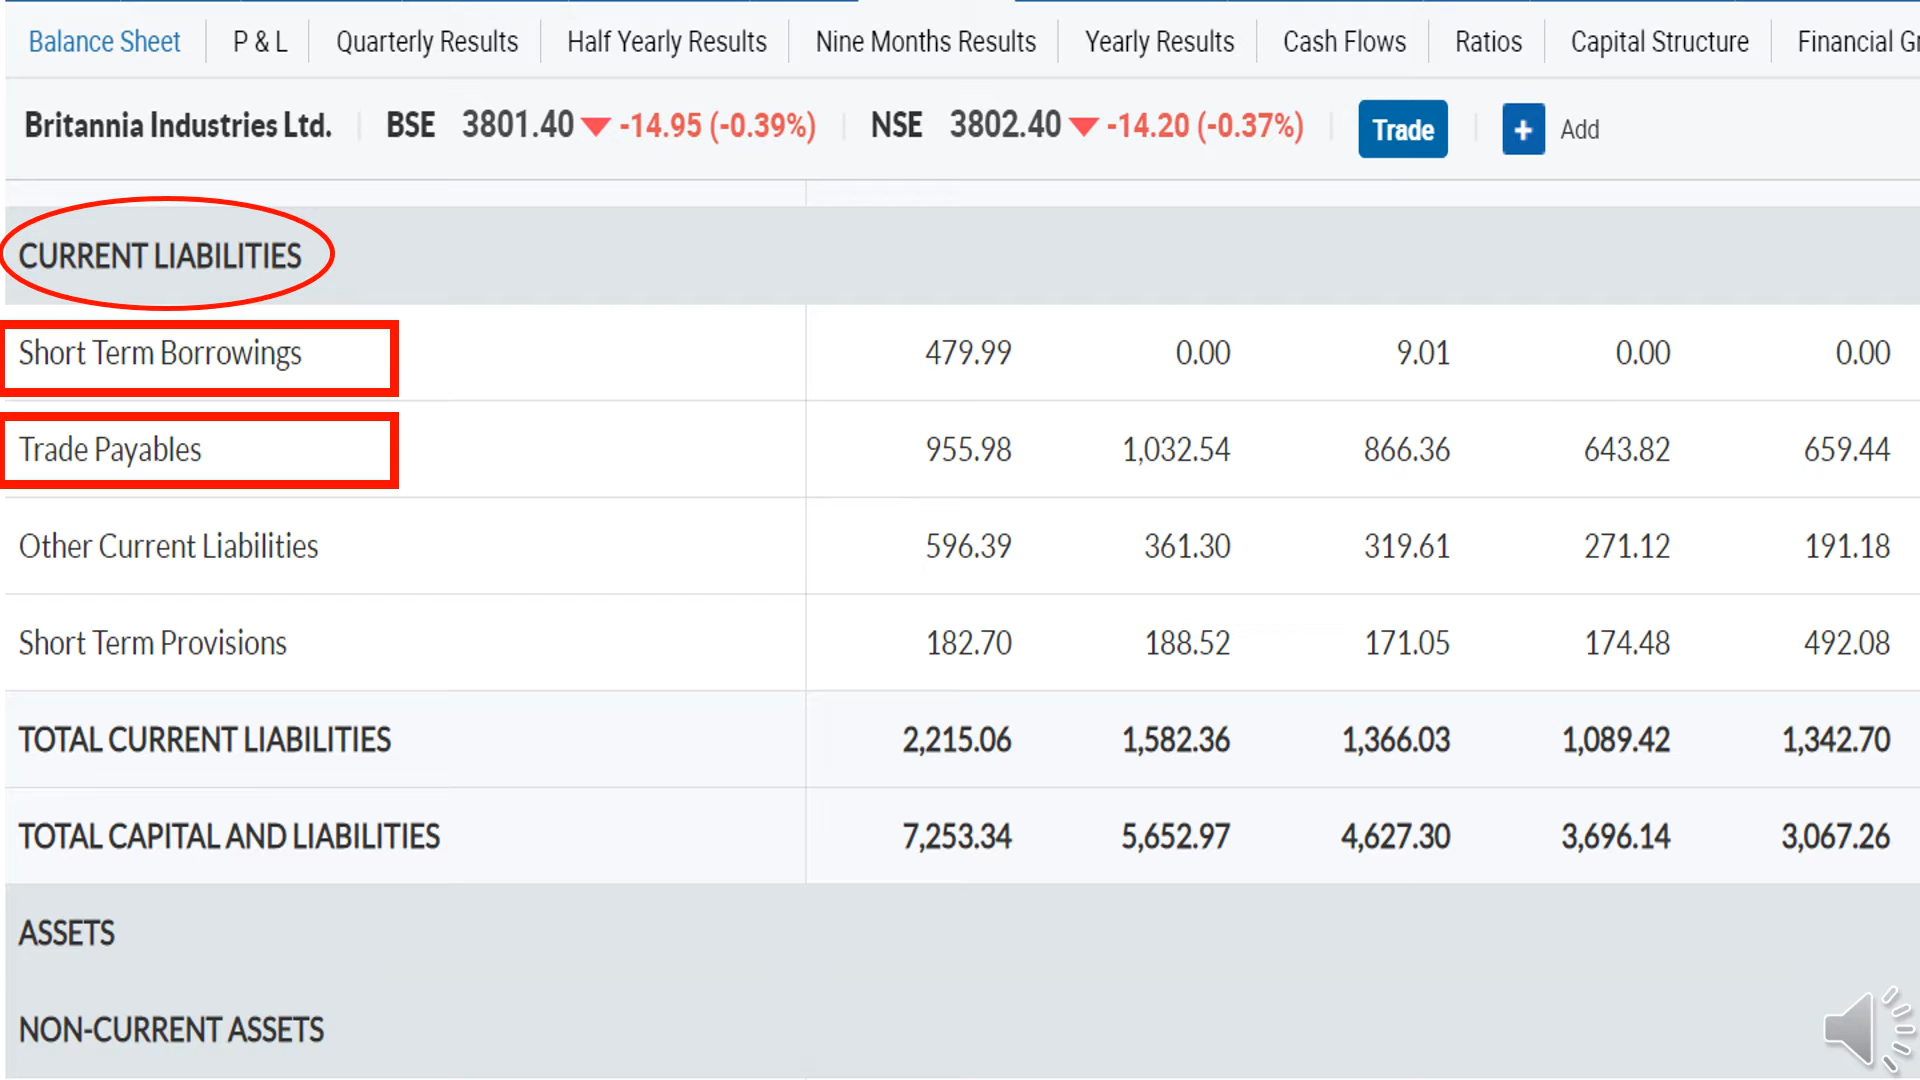 Balance Sheet P & L Quarterly Results Half Yearly Results Nine Months Results Yearly Results Cash Flows Ratios Capital Structure Financial Gr
Britannia Industries Ltd. BSE 3801.40 -14.95 (-0.39%) NSE 3802.40 -14.20 (-0.37%) Trade + Add
CURRENT LIABILITIES
Short Term Borrowings 479.99 0.00 9.01 0.00 0.00
Trade Payables 955.98 1,032.54 866.36 643.82 659.44
Other Current Liabilities 596.39 361.30 319.61 271.12 191.18
Short Term Provisions 182.70 188.52 171.05 174.48 492.08
TOTAL CURRENT LIABILITIES 2,215.06 1,582.36 1,366.03 1,089.42 1,342.70
TOTAL CAPITAL AND LIABILITIES 7,253.34 5,652.97 4,627.30 3,696.14 3,067.26
ASSETS
NON-CURRENT ASSETS